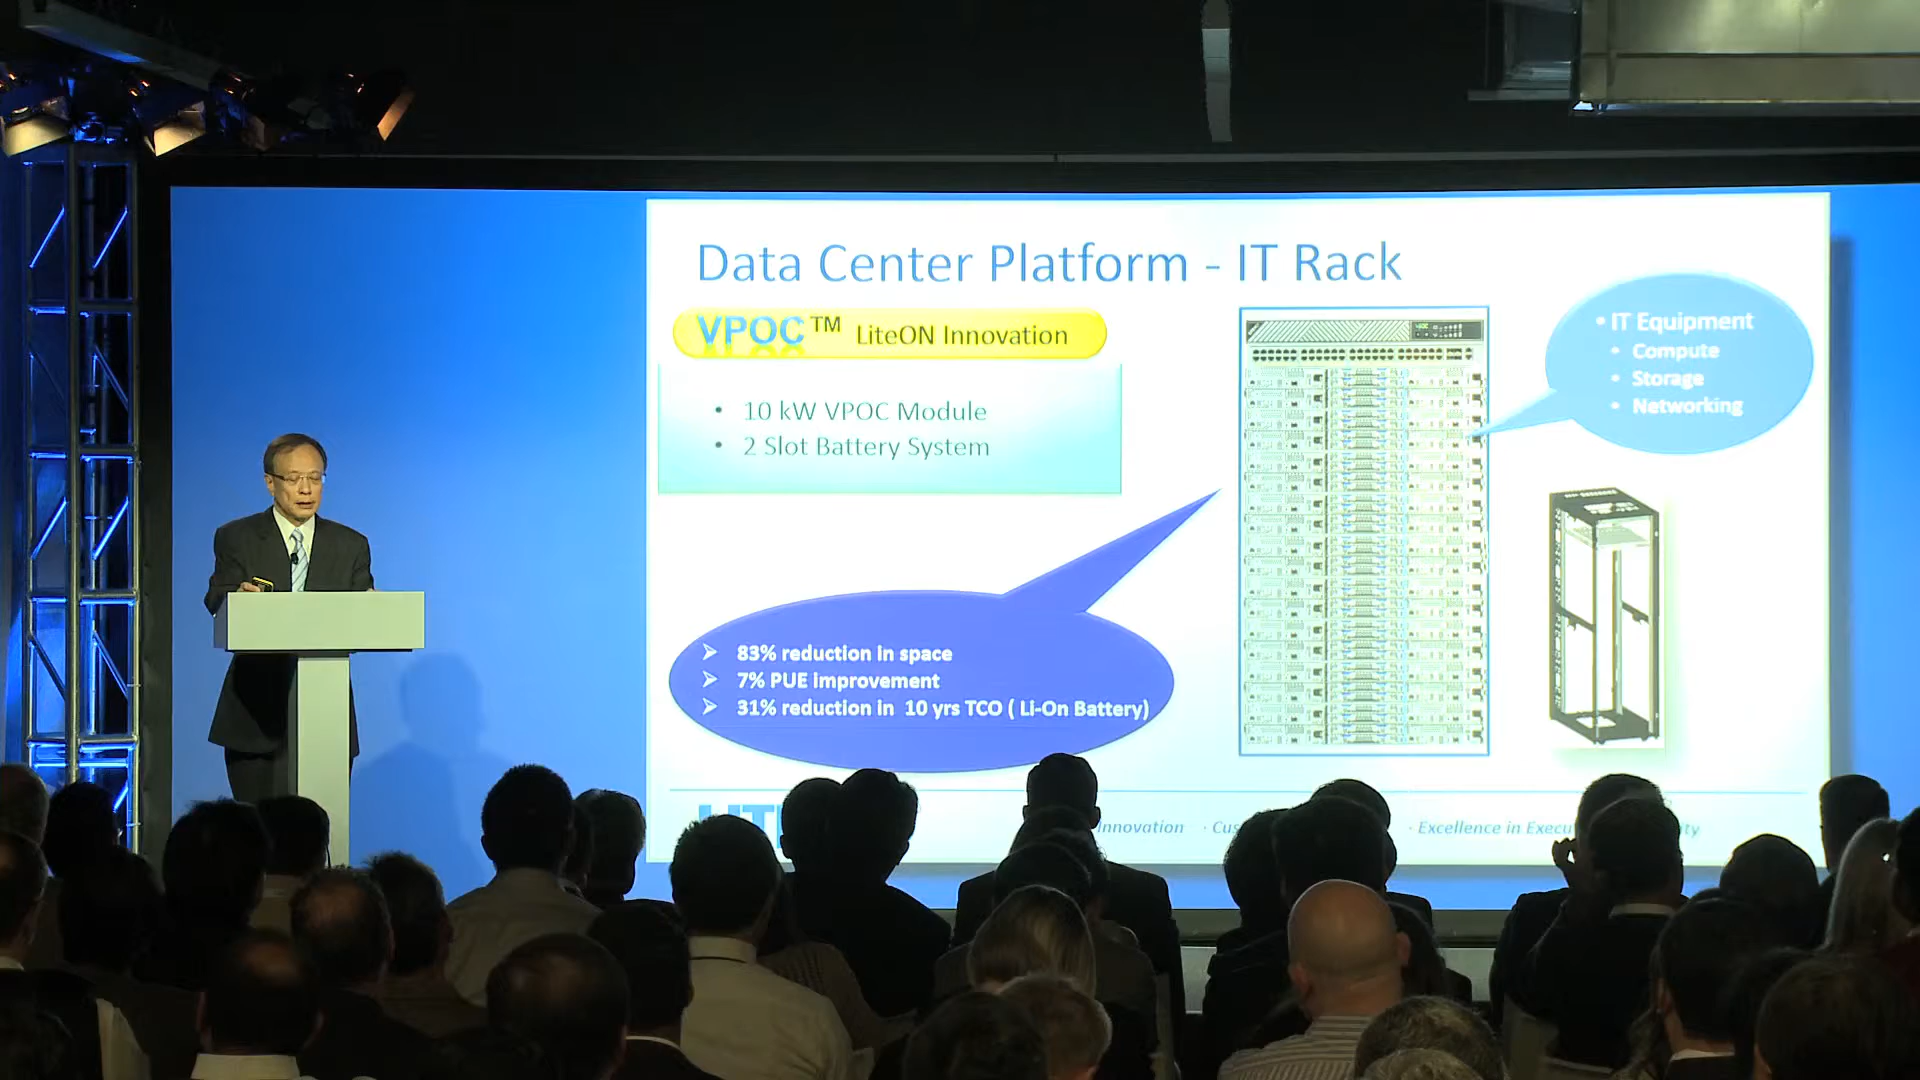 Data Center Platform - IT Rack
VPOC™ LiteON Innovation
• 10 kW VPOC Module
• 2 Slot Battery System
• IT Equipment
• Compute
• Storage
• Networking
➢ 83% reduction in space
➢ 7% PUE improvement
➢ 31% reduction in 10 yrs TCO ( Li-On Battery)
Innovation · · Excellence in